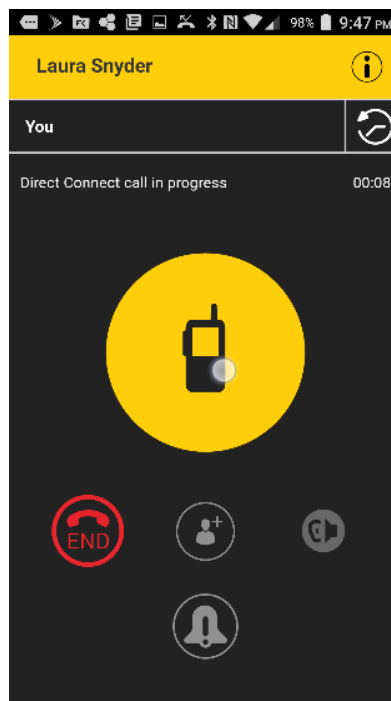 98% 9:47 PM
Laura Snyder
You
Direct Connect call in progress 00:08
END